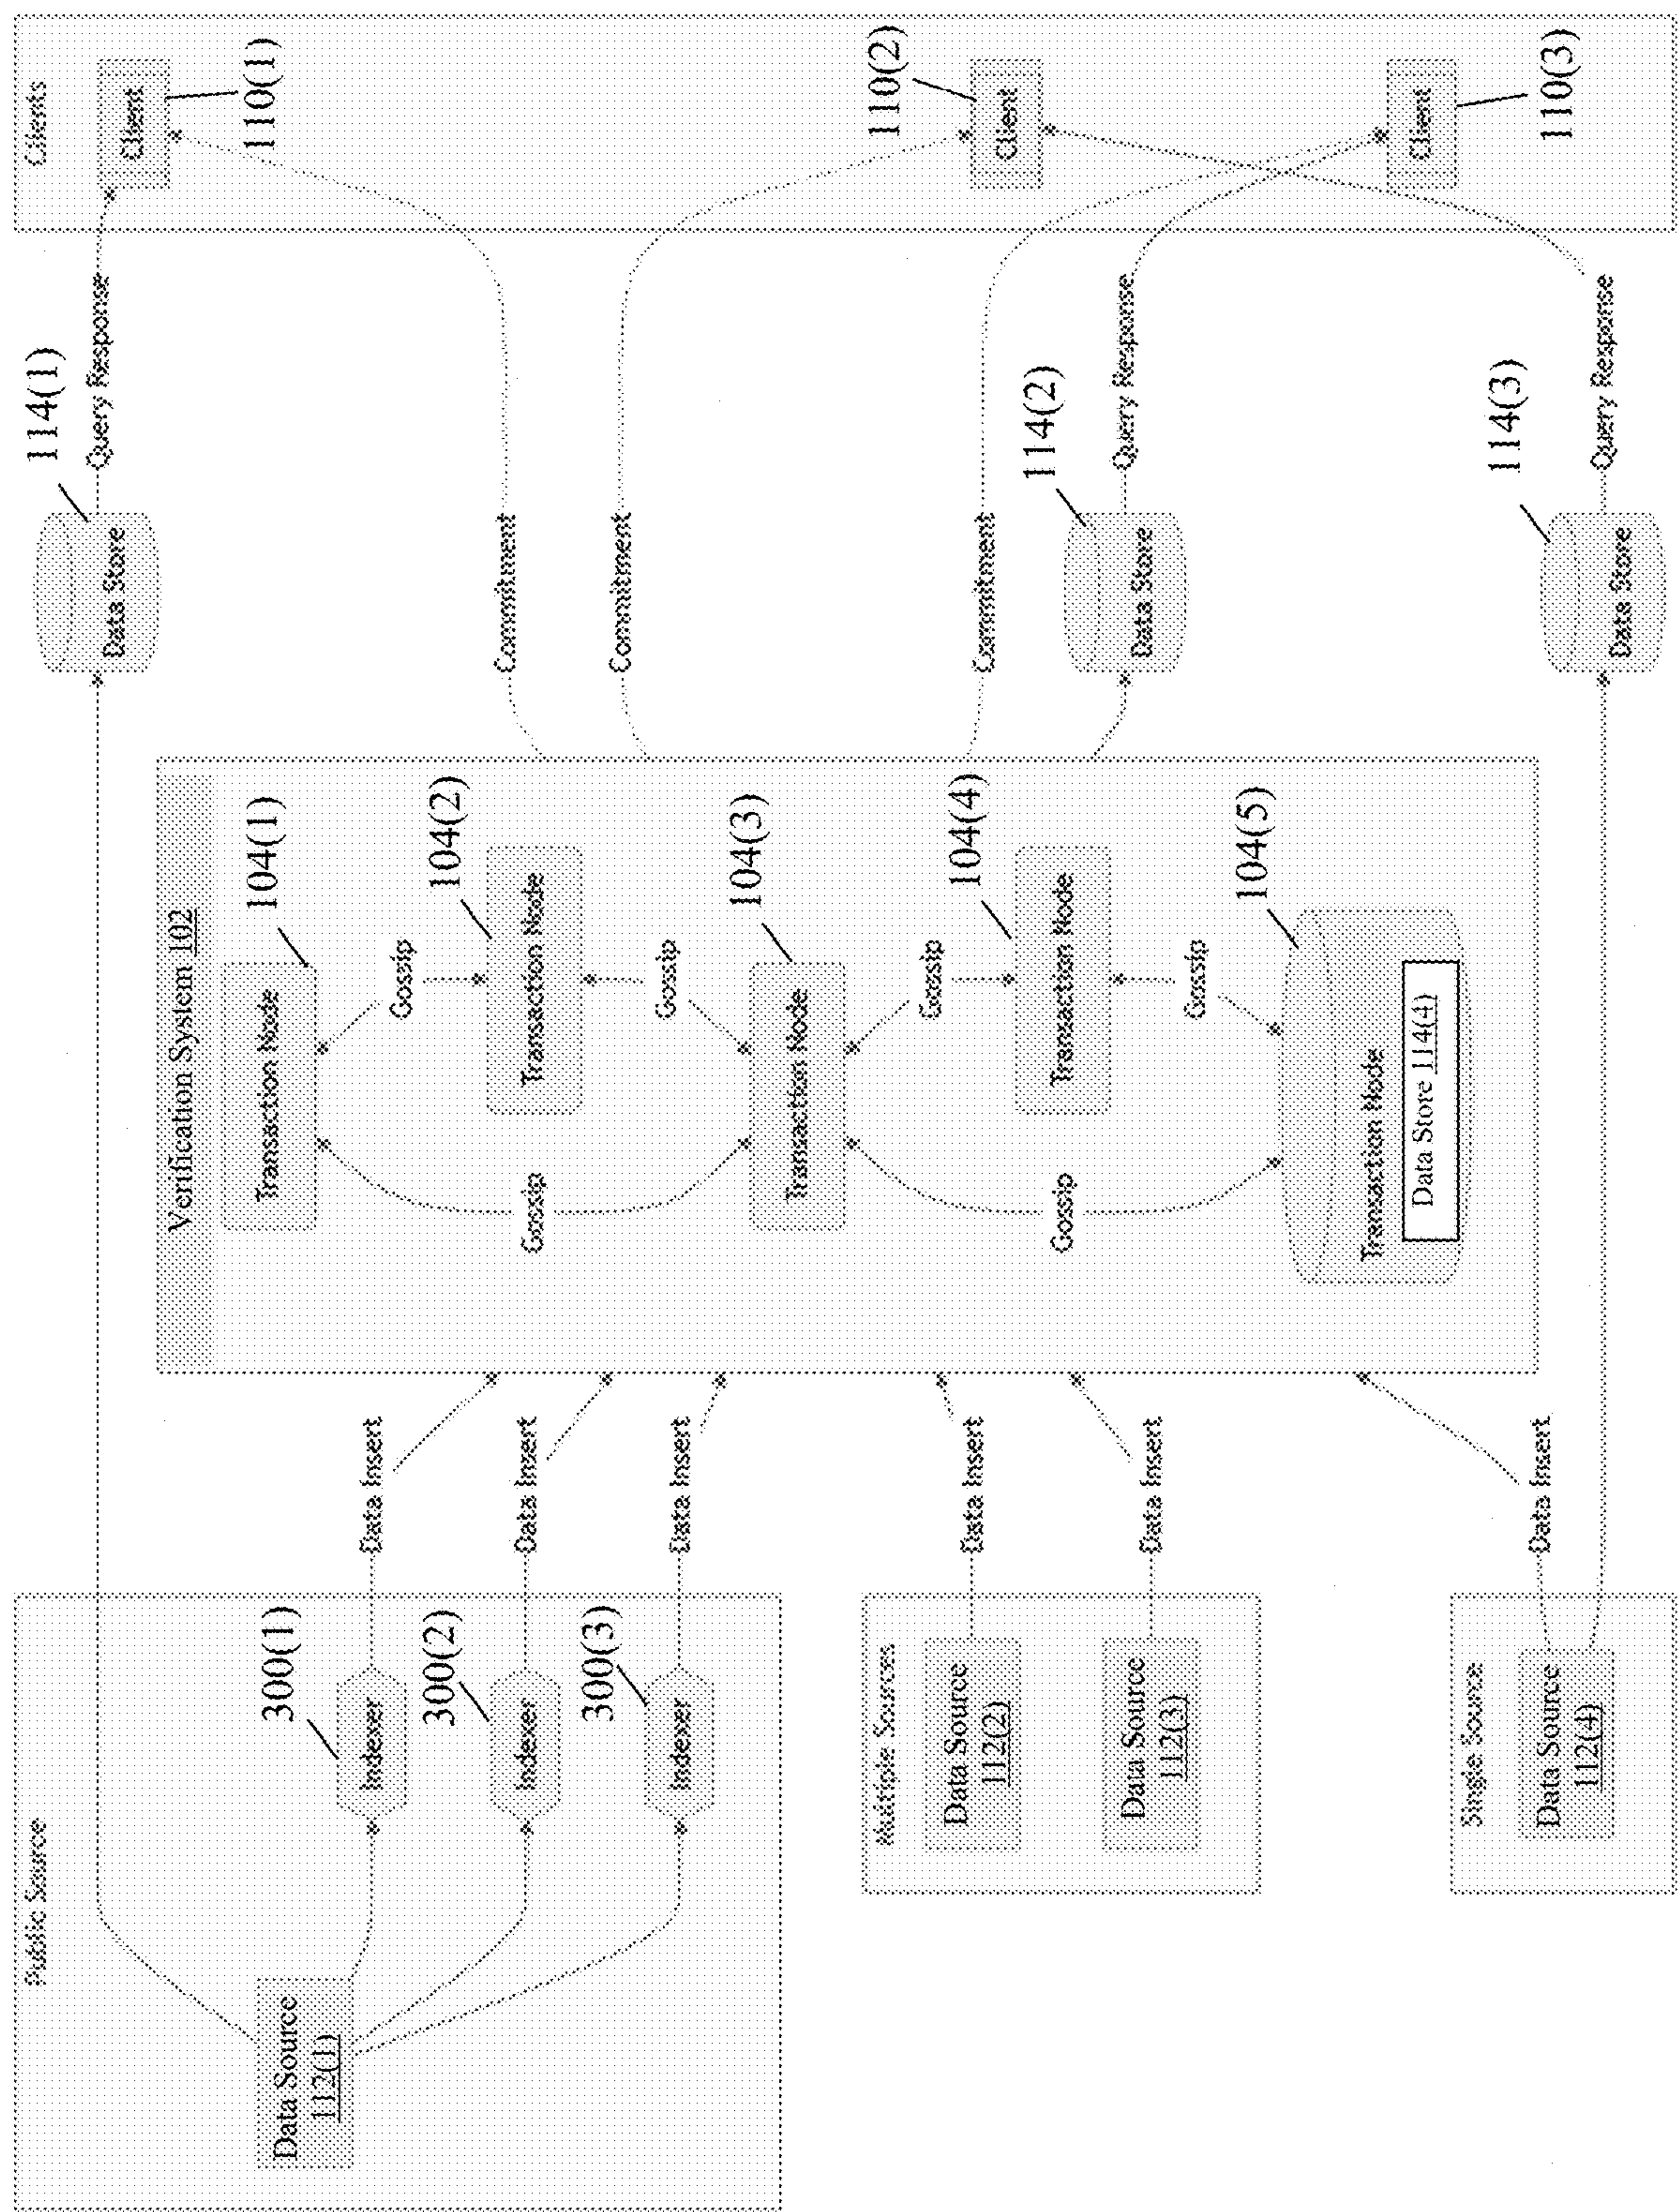 Public Source
Data Source
112(1)
300(1)
Indexer
300(2)
Indexer
300(3)
Indexer
Multiple Sources
Data Source
112(2)
Data Source
112(3)
Single Source
Data Source
112(4)
Data Insert
Data Insert
Data Insert
Data Insert
Data Insert
Data Insert
Verification System 102
104(1)
Transaction Node
Gossip
104(2)
Transaction Node
Gossip
Gossip
104(3)
Transaction Node
Gossip
104(4)
Transaction Node
Gossip
Gossip
104(5)
Transaction Node
Data Store 114(4)
114(1)
Data Store
Query Response
Commitment
Commitment
Commitment
114(2)
Data Store
Query Response
114(3)
Data Store
Query Response
Clients
Client
110(1)
110(2)
Client
Client
110(3)